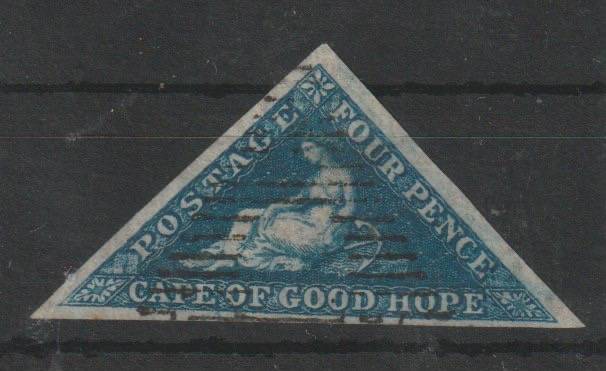 POSTAGE
FOUR PENCE
CAPE OF GOOD HOPE